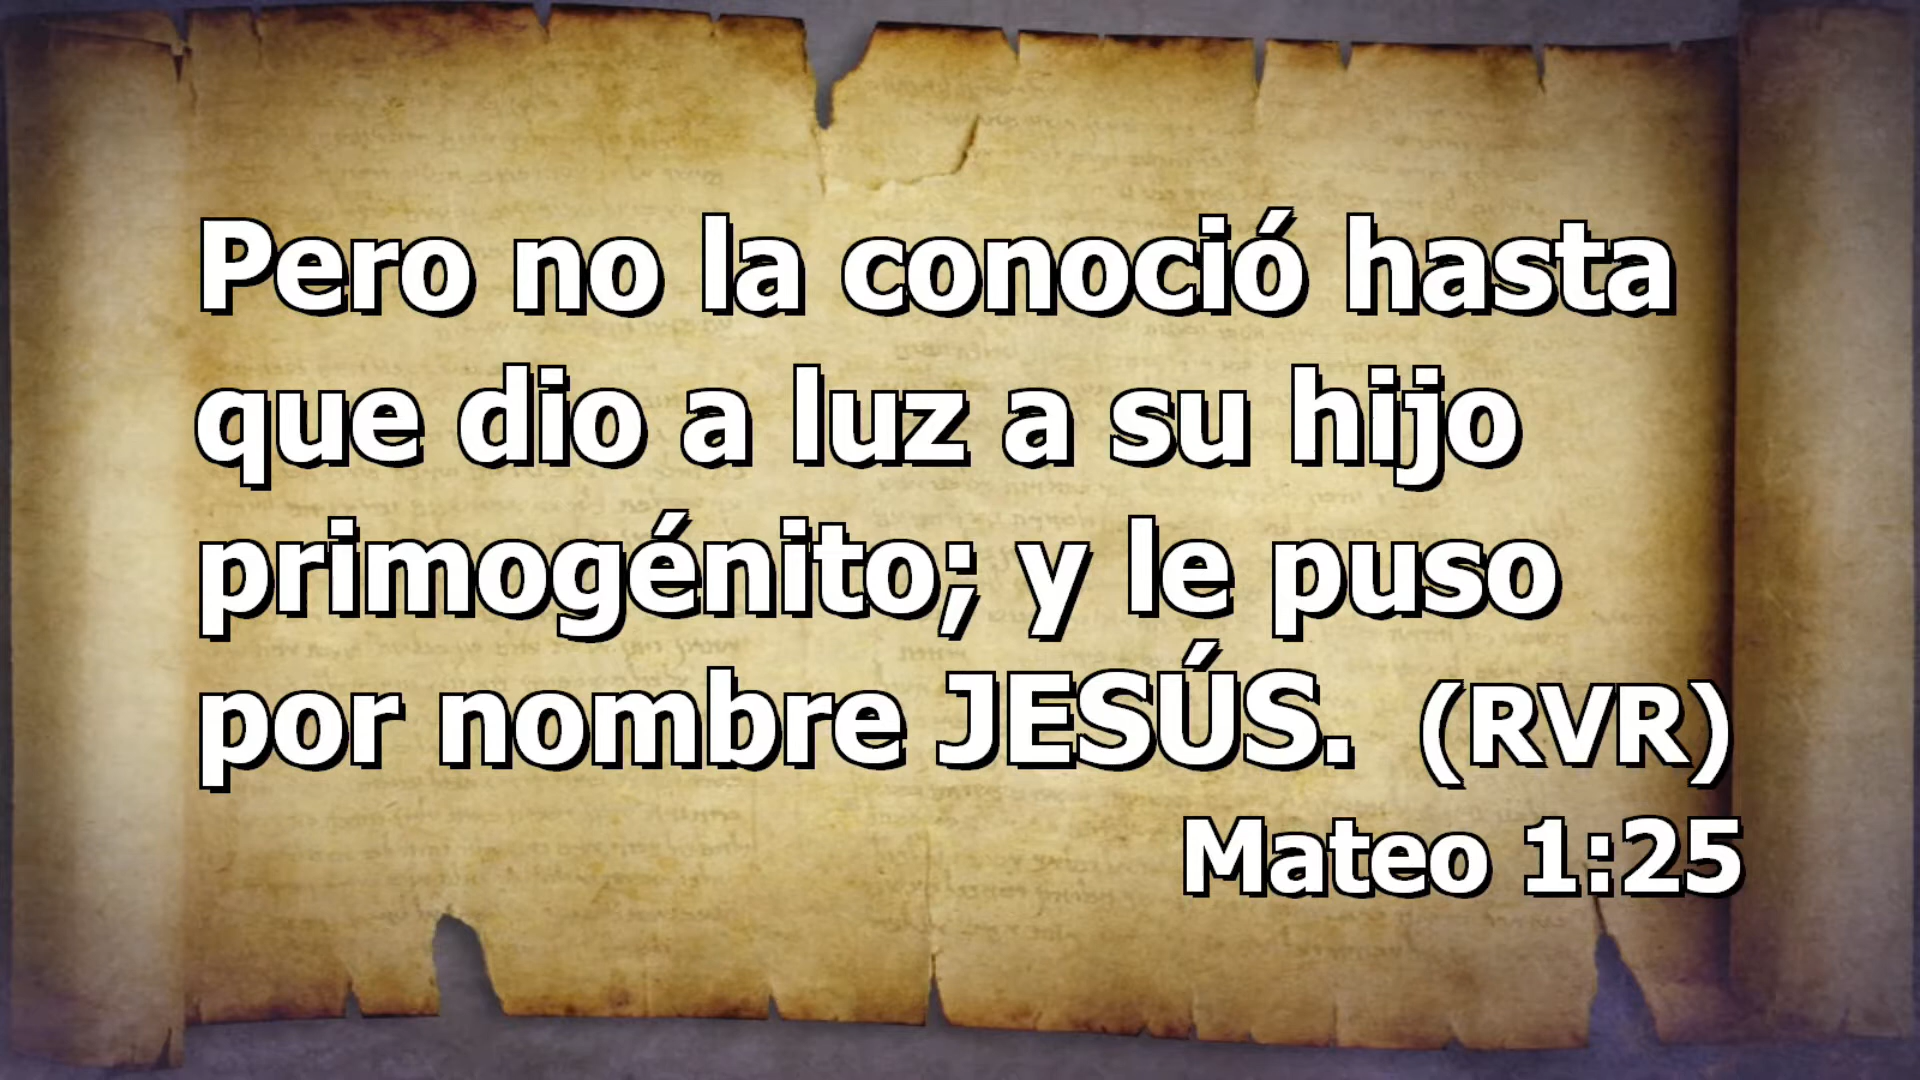 Pero no la conoció hasta
que dio a luz a su hijo
primogénito; y le puso
por nombre JESÚS. (RVR)
Mateo 1:25